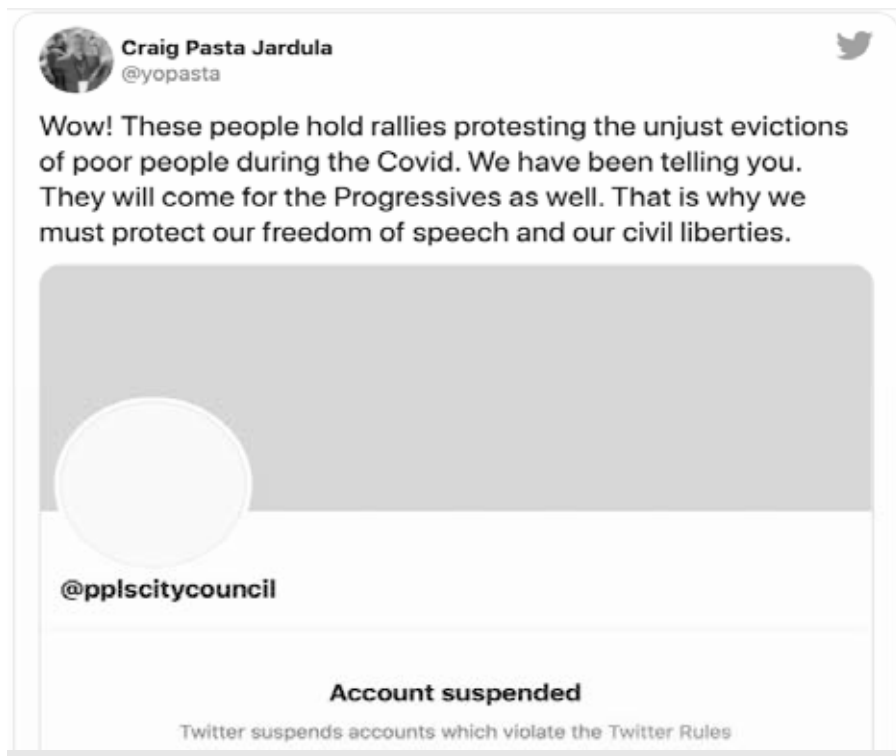 Craig Pasta Jardula
@yopasta
Wow! These people hold rallies protesting the unjust evictions
of poor people during the Covid. We have been telling you.
They will come for the Progressives as well. That is why we
must protect our freedom of speech and our civil liberties.
@pplscitycouncil
Account suspended
Twitter suspends accounts which violate the Twitter Rules